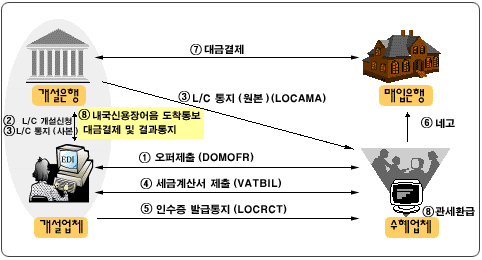 ⑦ 대금결제
개설은행
매입은행
③ L/C 통지 (원본) (LOCAMA)
② L/C 개설신청
③ L/C 통지 (사본)
⑧ 내국신용장어음 도착통보
대금결제 및 결과통지
⑥ 네고
EDI
① 오퍼제출 (DOMOFR)
④ 세금계산서 제출 (VATBIL)
⑤ 인수증 발급통지 (LOCRCT)
⑧ 관세환급
개설업체
수혜업체